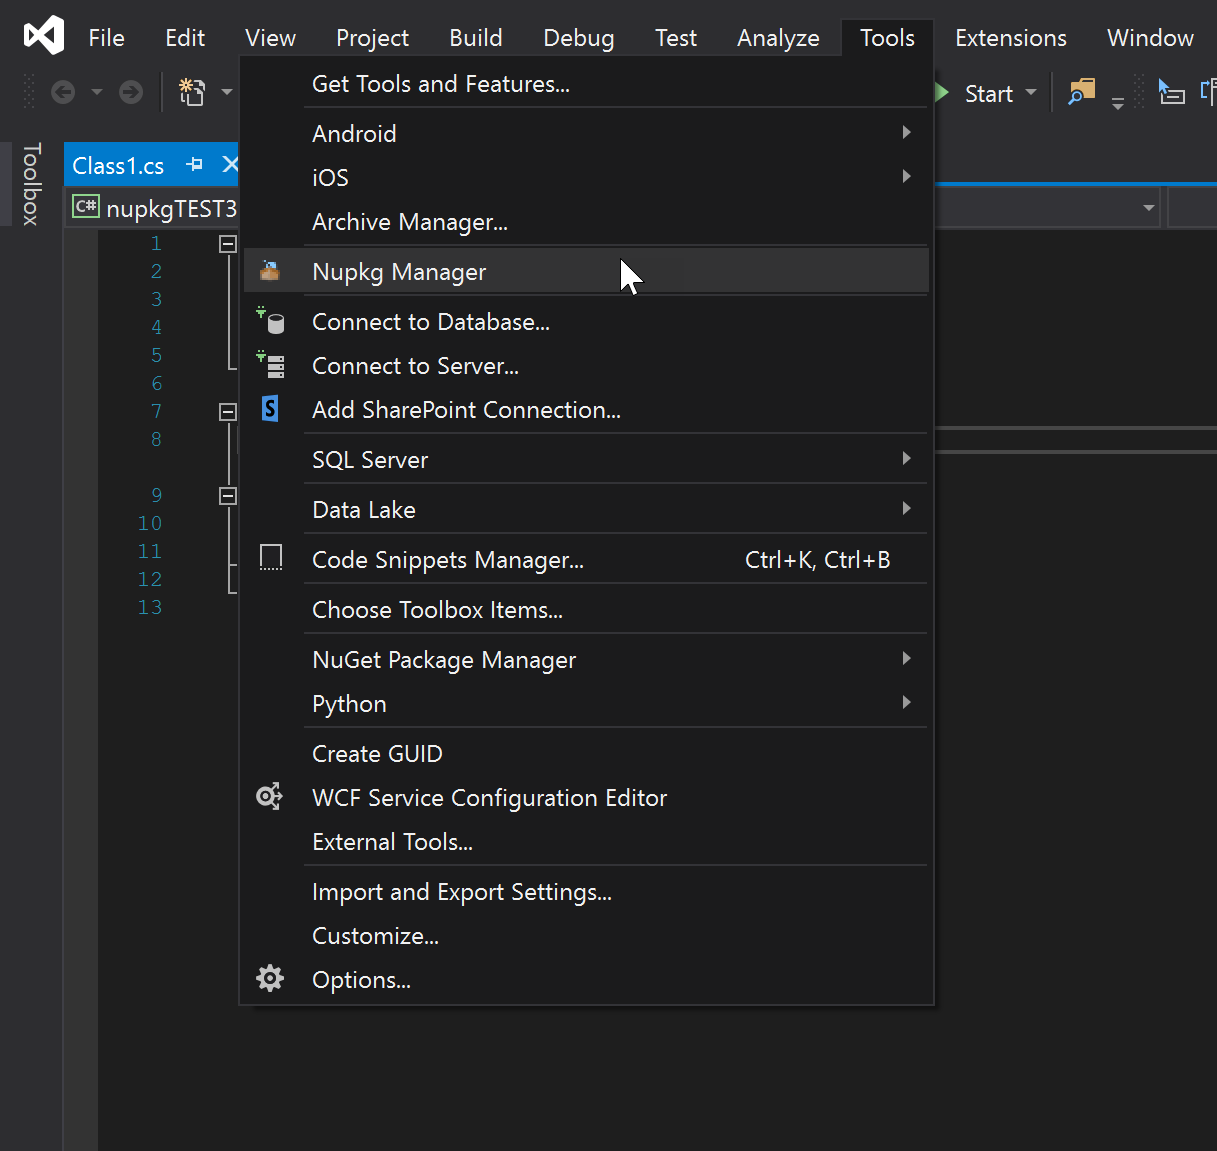 File Edit View Project Build Debug Test Analyze Tools Extensions Window
Get Tools and Features...
Start
Android
Toolbox
Class1.cs
iOS
C# nupkgTEST3
Archive Manager...
1
2
3
4
5
6
7
8
9
10
11
12
13
Nupkg Manager
Connect to Database...
Connect to Server...
Add SharePoint Connection...
SQL Server
Data Lake
Code Snippets Manager... Ctrl+K, Ctrl+B
Choose Toolbox Items...
NuGet Package Manager
Python
Create GUID
WCF Service Configuration Editor
External Tools...
Import and Export Settings...
Customize...
Options...